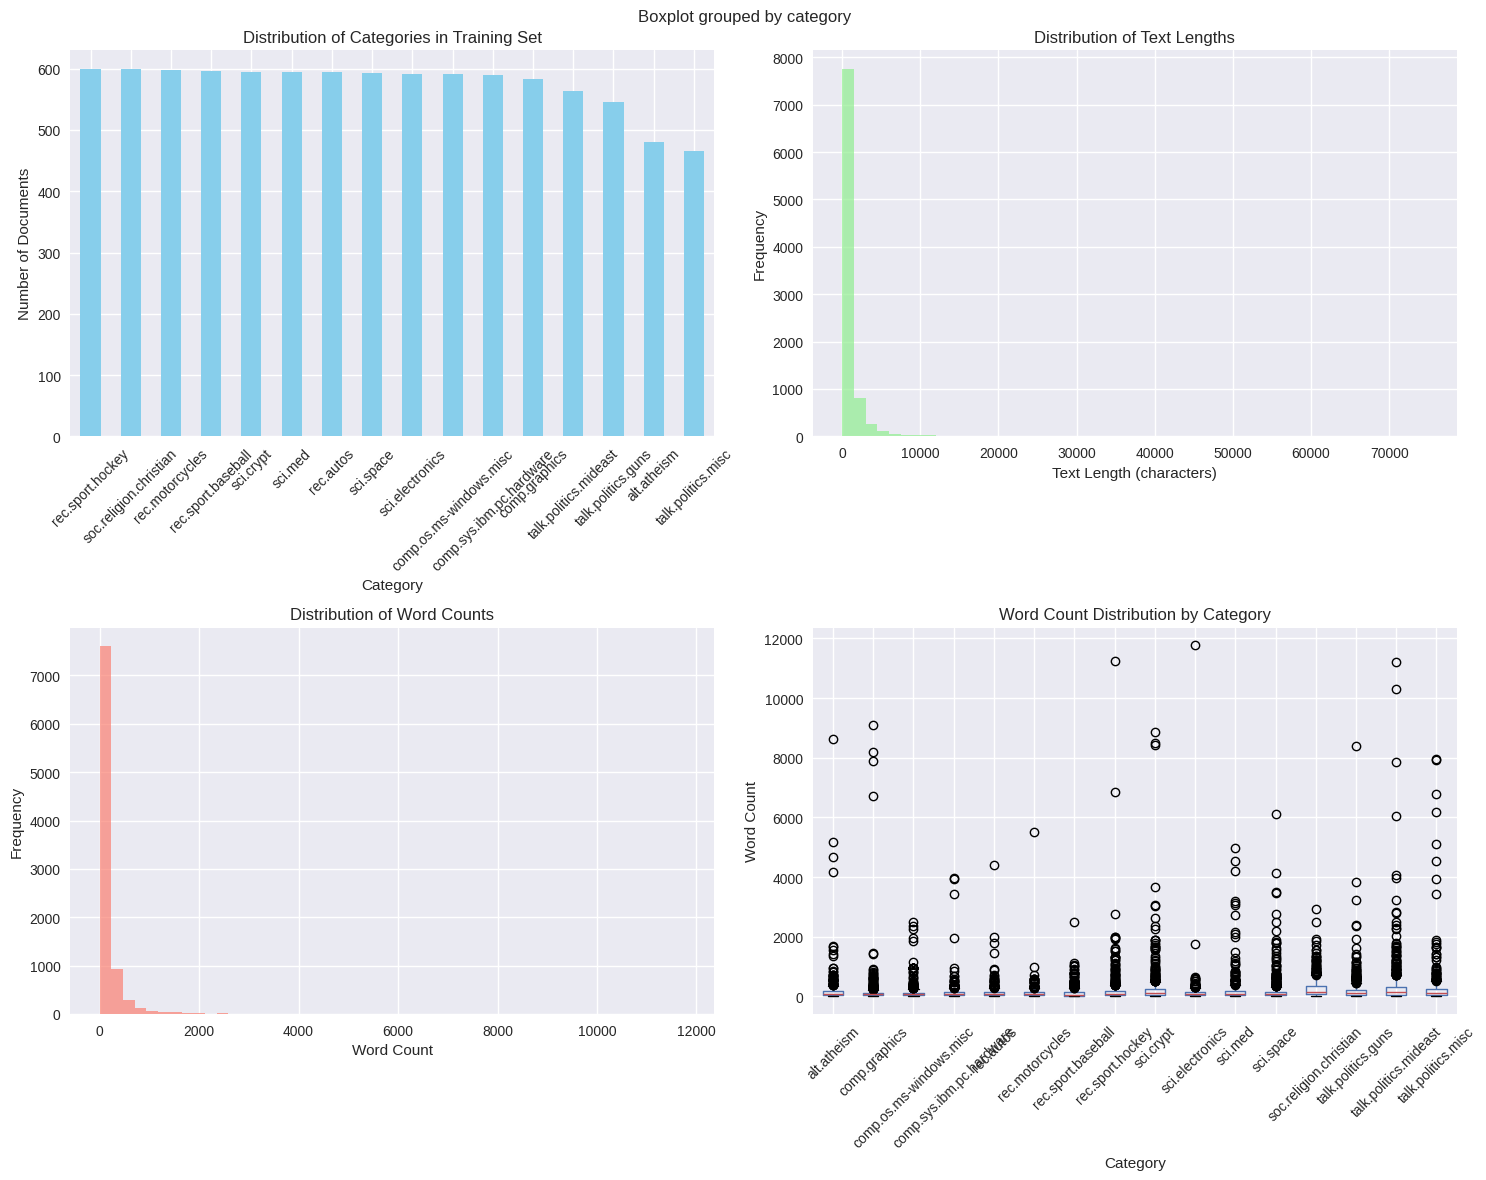 Boxplot grouped by category
Distribution of Categories in Training Set
600
500
400
300
200
100
0
Number of Documents
rec.sport.hockey
soc.religion.christian
rec.motorcycles
rec.sport.baseball
sci.crypt
sci.med
rec.autos
sci.space
sci.electronics
comp.os.ms-windows.misc
comp.sys.ibm.pc.hardware
comp.graphics
talk.politics.mideast
talk.politics.guns
alt.atheism
talk.politics.misc
Category
Distribution of Text Lengths
8000
7000
6000
5000
4000
3000
2000
1000
0
Frequency
0 10000 20000 30000 40000 50000 60000 70000
Text Length (characters)
Distribution of Word Counts
7000
6000
5000
4000
3000
2000
1000
0
Frequency
0 2000 4000 6000 8000 10000 12000
Word Count
Word Count Distribution by Category
12000
10000
8000
6000
4000
2000
0
Word Count
alt.atheism
comp.graphics
comp.os.ms-windows.misc
comp.sys.ibm.pc.hardware
rec.autos
rec.motorcycles
rec.sport.baseball
rec.sport.hockey
sci.crypt
sci.electronics
sci.med
sci.space
soc.religion.christian
talk.politics.guns
talk.politics.mideast
talk.politics.misc
Category